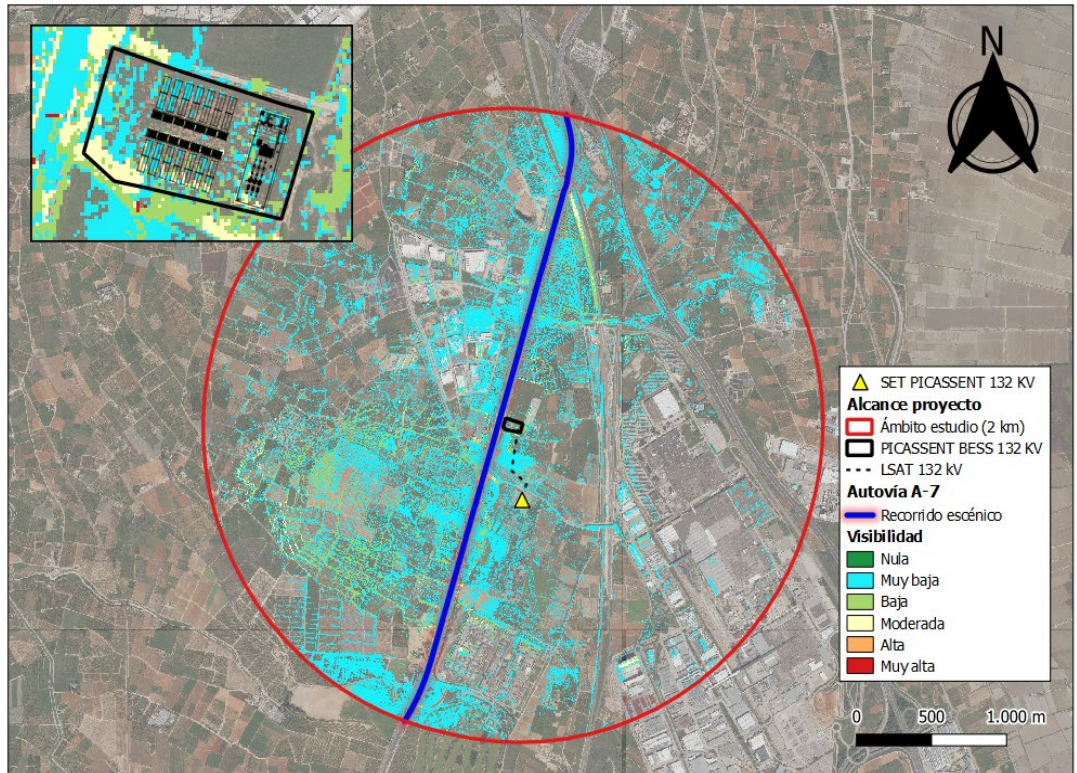 N
SET PICASSENT 132 KV
Alcance proyecto
Ámbito estudio (2 km)
PICASSENT BESS 132 KV
LSAT 132 kV
Autovía A-7
Recorrido escénico
Visibilidad
Nula
Muy baja
Baja
Moderada
Alta
Muy alta
0 500 1.000 m